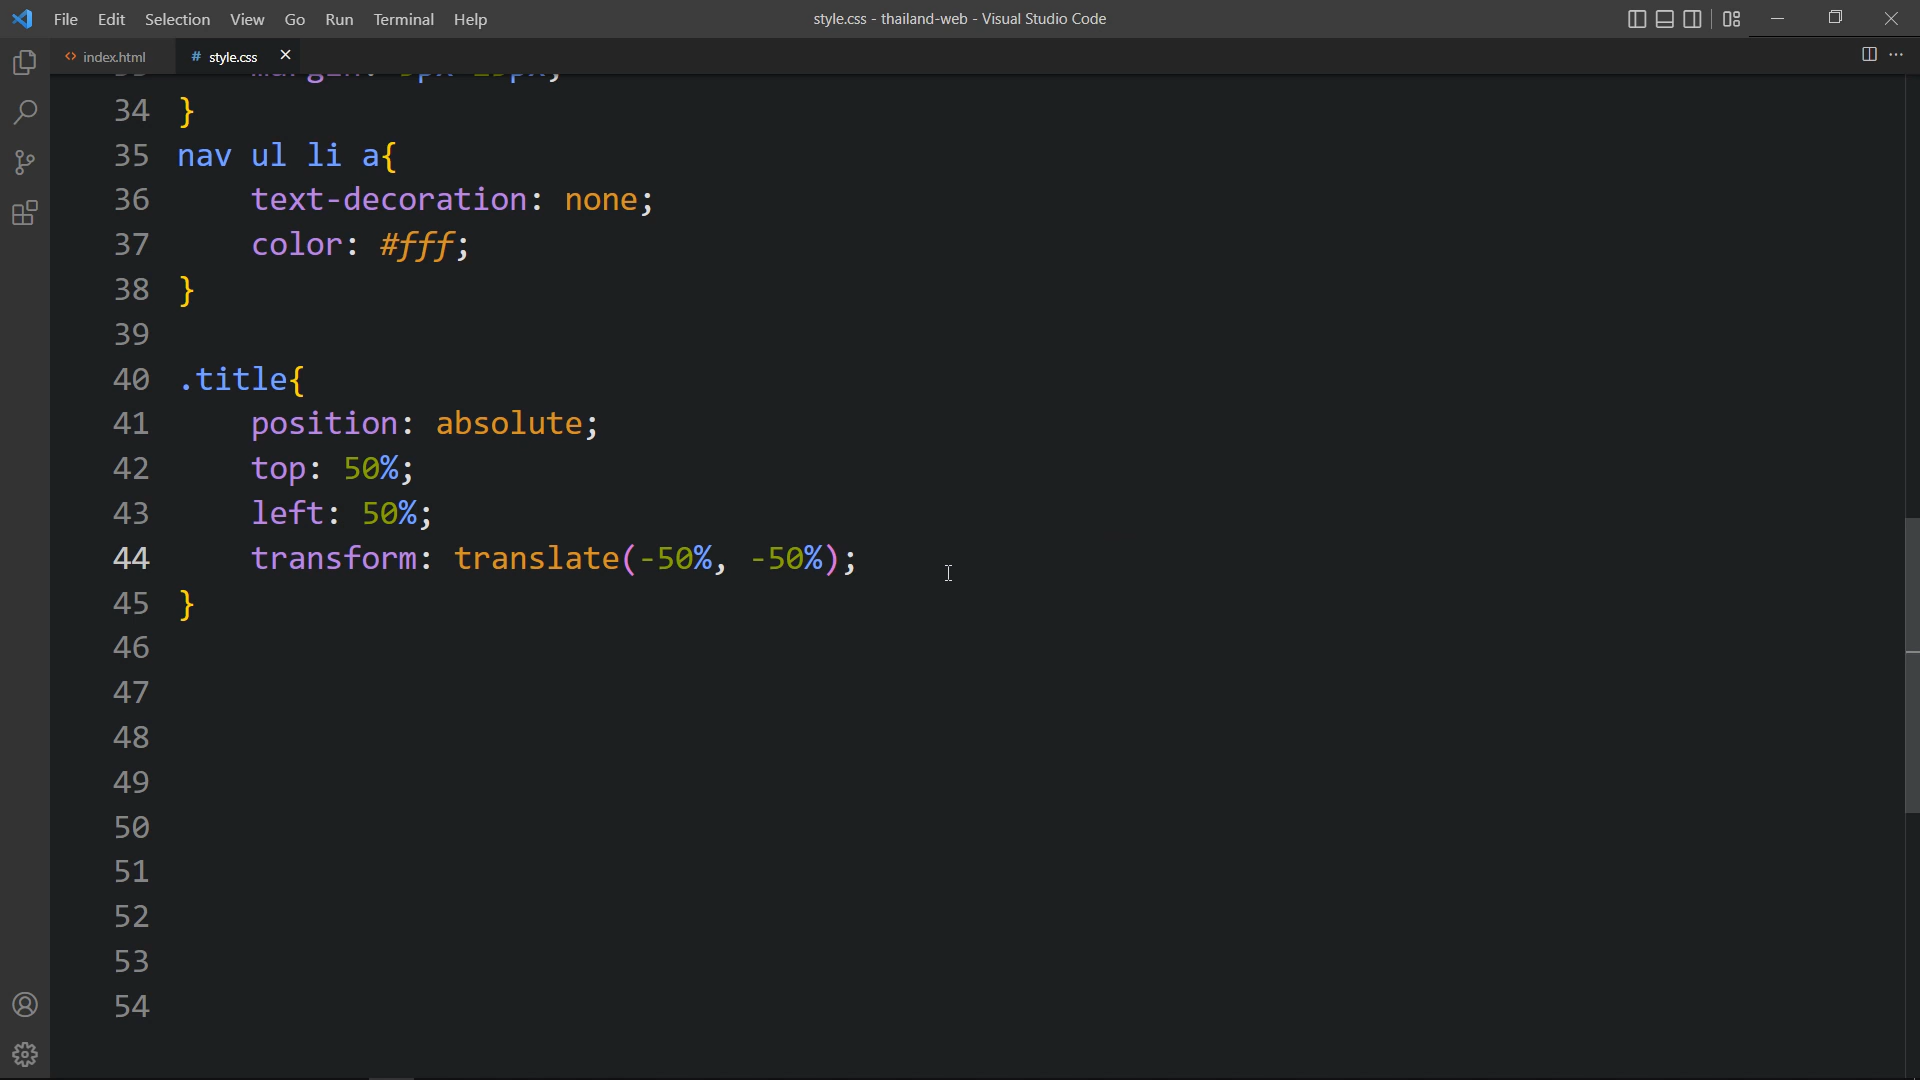 File Edit Selection View Go Run Terminal Help style.css - thailand-web - Visual Studio Code
index.html # style.css
34 }
35 nav ul li a{
36 text-decoration: none;
37 color: #fff;
38 }
39
40 .title{
41 position: absolute;
42 top: 50%;
43 left: 50%;
44 transform: translate(-50%, -50%);
45 }
46
47
48
49
50
51
52
53
54